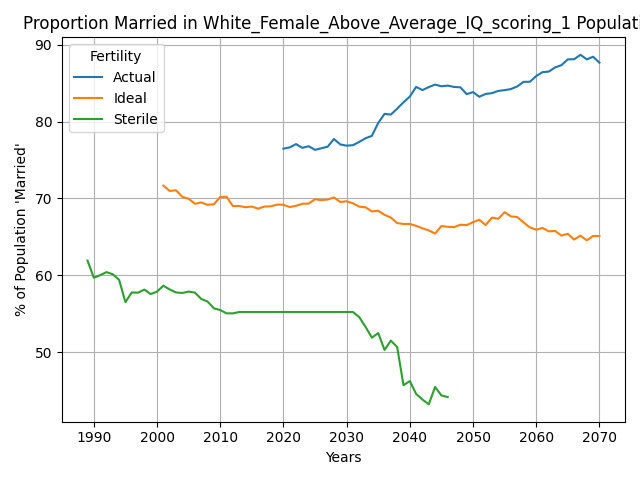 Proportion Married in White_Female_Above_Average_IQ_scoring_1 Populati
% of Population 'Married'
90
80
70
60
50
Fertility
Actual
Ideal
Sterile
1990 2000 2010 2020 2030 2040 2050 2060 2070
Years